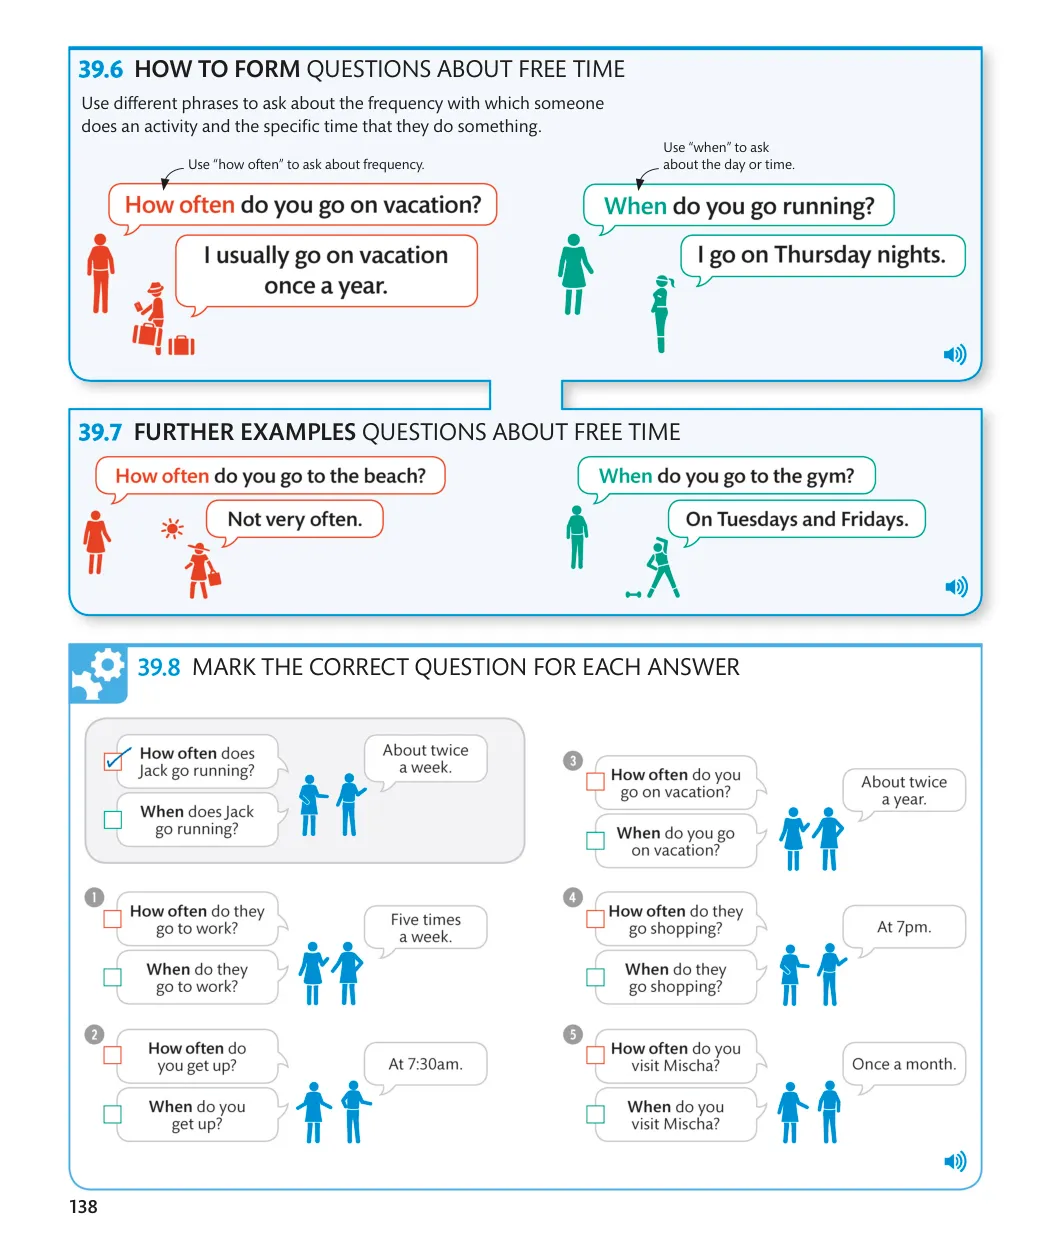 39.6 HOW TO FORM QUESTIONS ABOUT FREE TIME
Use different phrases to ask about the frequency with which someone
does an activity and the specific time that they do something.
Use “how often” to ask about frequency.
How often do you go on vacation?
I usually go on vacation
once a year.
Use “when” to ask
about the day or time.
When do you go running?
I go on Thursday nights.
39.7 FURTHER EXAMPLES QUESTIONS ABOUT FREE TIME
How often do you go to the beach?
Not very often.
When do you go to the gym?
On Tuesdays and Fridays.
39.8 MARK THE CORRECT QUESTION FOR EACH ANSWER
How often does
Jack go running?
When does Jack
go running?
About twice
a week.
1
How often do they
go to work?
When do they
go to work?
Five times
a week.
2
How often do
you get up?
When do you
get up?
At 7:30am.
3
How often do you
go on vacation?
When do you go
on vacation?
About twice
a year.
4
How often do they
go shopping?
When do they
go shopping?
At 7pm.
5
How often do you
visit Mischa?
When do you
visit Mischa?
Once a month.
138